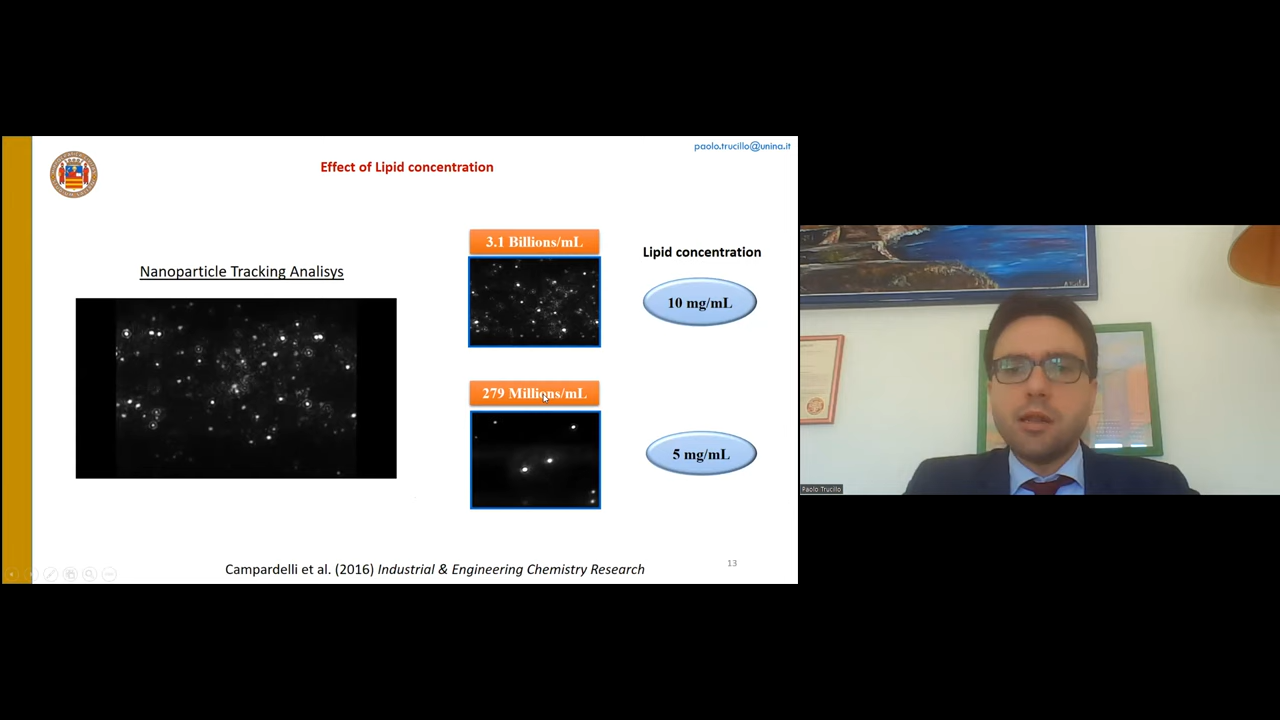 paolo.trucillo@unina.it
Effect of Lipid concentration
Nanoparticle Tracking Analisys
3.1 Billions/mL
Lipid concentration
10 mg/mL
279 Millions/mL
5 mg/mL
Campardelli et al. (2016) Industrial & Engineering Chemistry Research
13
Paolo Trucillo